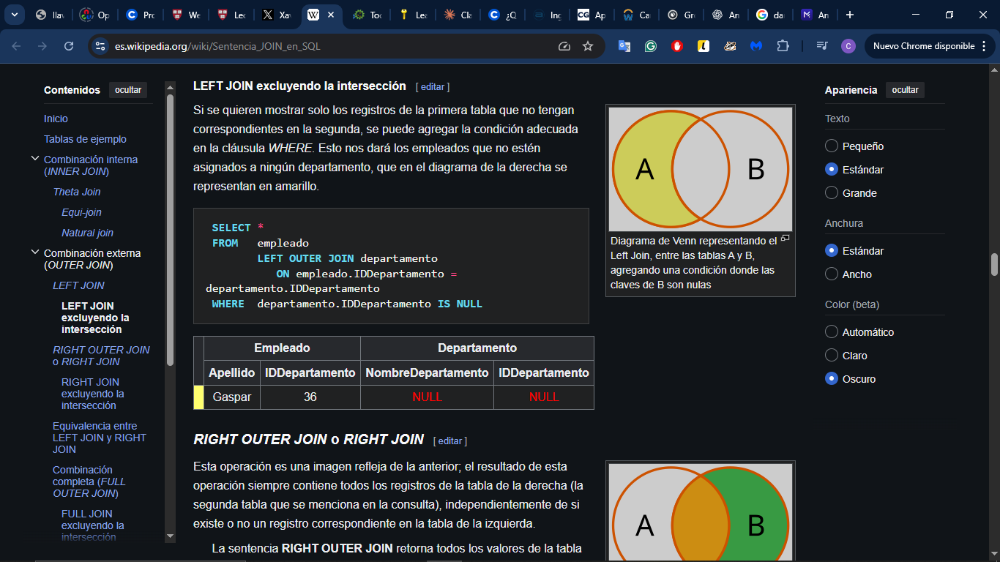 llav
Op
Pro
We
Lec
Xav
Too
Lea
Cla
¿Q
Ing
Ap
Ca
Gro
An
da
An
es.wikipedia.org/wiki/Sentencia_JOIN_en_SQL
Nuevo Chrome disponible
Contenidos ocultar
Inicio
Tablas de ejemplo
Combinación interna
(INNER JOIN)
Theta Join
Equi-join
Natural join
Combinación externa
(OUTER JOIN)
LEFT JOIN
LEFT JOIN
excluyendo la
intersección
RIGHT OUTER JOIN
o RIGHT JOIN
RIGHT JOIN
excluyendo la
intersección
Equivalencia entre
LEFT JOIN y RIGHT
JOIN
Combinación
completa (FULL
OUTER JOIN)
FULL JOIN
excluyendo la
intersección
LEFT JOIN excluyendo la intersección [ editar ]
Si se quieren mostrar solo los registros de la primera tabla que no tengan
correspondientes en la segunda, se puede agregar la condición adecuada
en la cláusula WHERE. Esto nos dará los empleados que no estén
asignados a ningún departamento, que en el diagrama de la derecha se
representan en amarillo.
SELECT *
FROM empleado
LEFT OUTER JOIN departamento
ON empleado.IDDepartamento =
departamento.IDDepartamento
WHERE departamento.IDDepartamento IS NULL
Empleado Departamento
Apellido IDDepartamento NombreDepartamento IDDepartamento
Gaspar 36 NULL NULL
A B
Diagrama de Venn representando el
Left Join, entre las tablas A y B,
agregando una condición donde las
claves de B son nulas
RIGHT OUTER JOIN o RIGHT JOIN [ editar ]
Esta operación es una imagen refleja de la anterior; el resultado de esta
operación siempre contiene todos los registros de la tabla de la derecha (la
segunda tabla que se menciona en la consulta), independientemente de si
existe o no un registro correspondiente en la tabla de la izquierda.
La sentencia RIGHT OUTER JOIN retorna todos los valores de la tabla
A B
Apariencia ocultar
Texto
Pequeño
Estándar
Grande
Anchura
Estándar
Ancho
Color (beta)
Automático
Claro
Oscuro